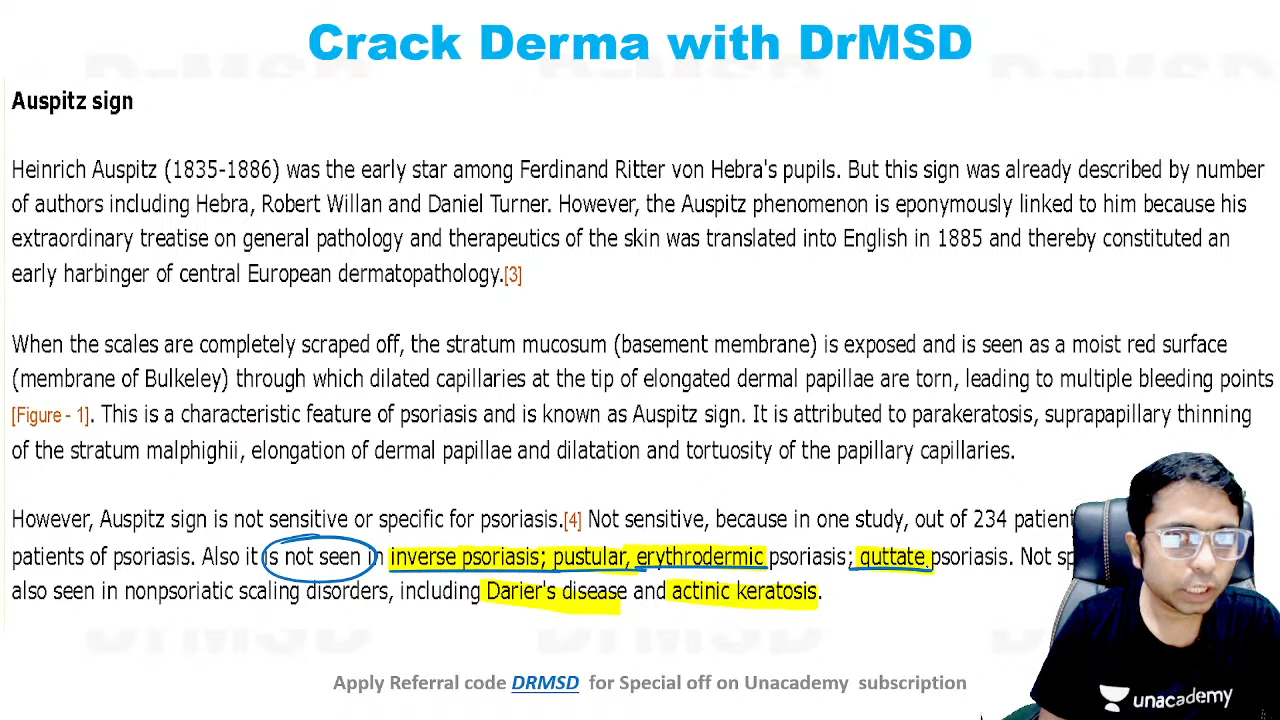 Crack Derma with DrMSD
Auspitz sign
Heinrich Auspitz (1835-1886) was the early star among Ferdinand Ritter von Hebra's pupils. But this sign was already described by number
of authors including Hebra, Robert Willan and Daniel Turner. However, the Auspitz phenomenon is eponymously linked to him because his
extraordinary treatise on general pathology and therapeutics of the skin was translated into English in 1885 and thereby constituted an
early harbinger of central European dermatopathology.[3]
When the scales are completely scraped off, the stratum mucosum (basement membrane) is exposed and is seen as a moist red surface
(membrane of Bulkeley) through which dilated capillaries at the tip of elongated dermal papillae are torn, leading to multiple bleeding points
[Figure - 1]. This is a characteristic feature of psoriasis and is known as Auspitz sign. It is attributed to parakeratosis, suprapapillary thinning
of the stratum malphighii, elongation of dermal papillae and dilatation and tortuosity of the papillary capillaries.
However, Auspitz sign is not sensitive or specific for psoriasis.[4] Not sensitive, because in one study, out of 234 patient
patients of psoriasis. Also it is not seen in inverse psoriasis; pustular, erythrodermic psoriasis; guttate psoriasis. Not sp
also seen in nonpsoriatic scaling disorders, including Darier's disease and actinic keratosis.
Apply Referral code DRMSD for Special off on Unacademy subscription
unacademy